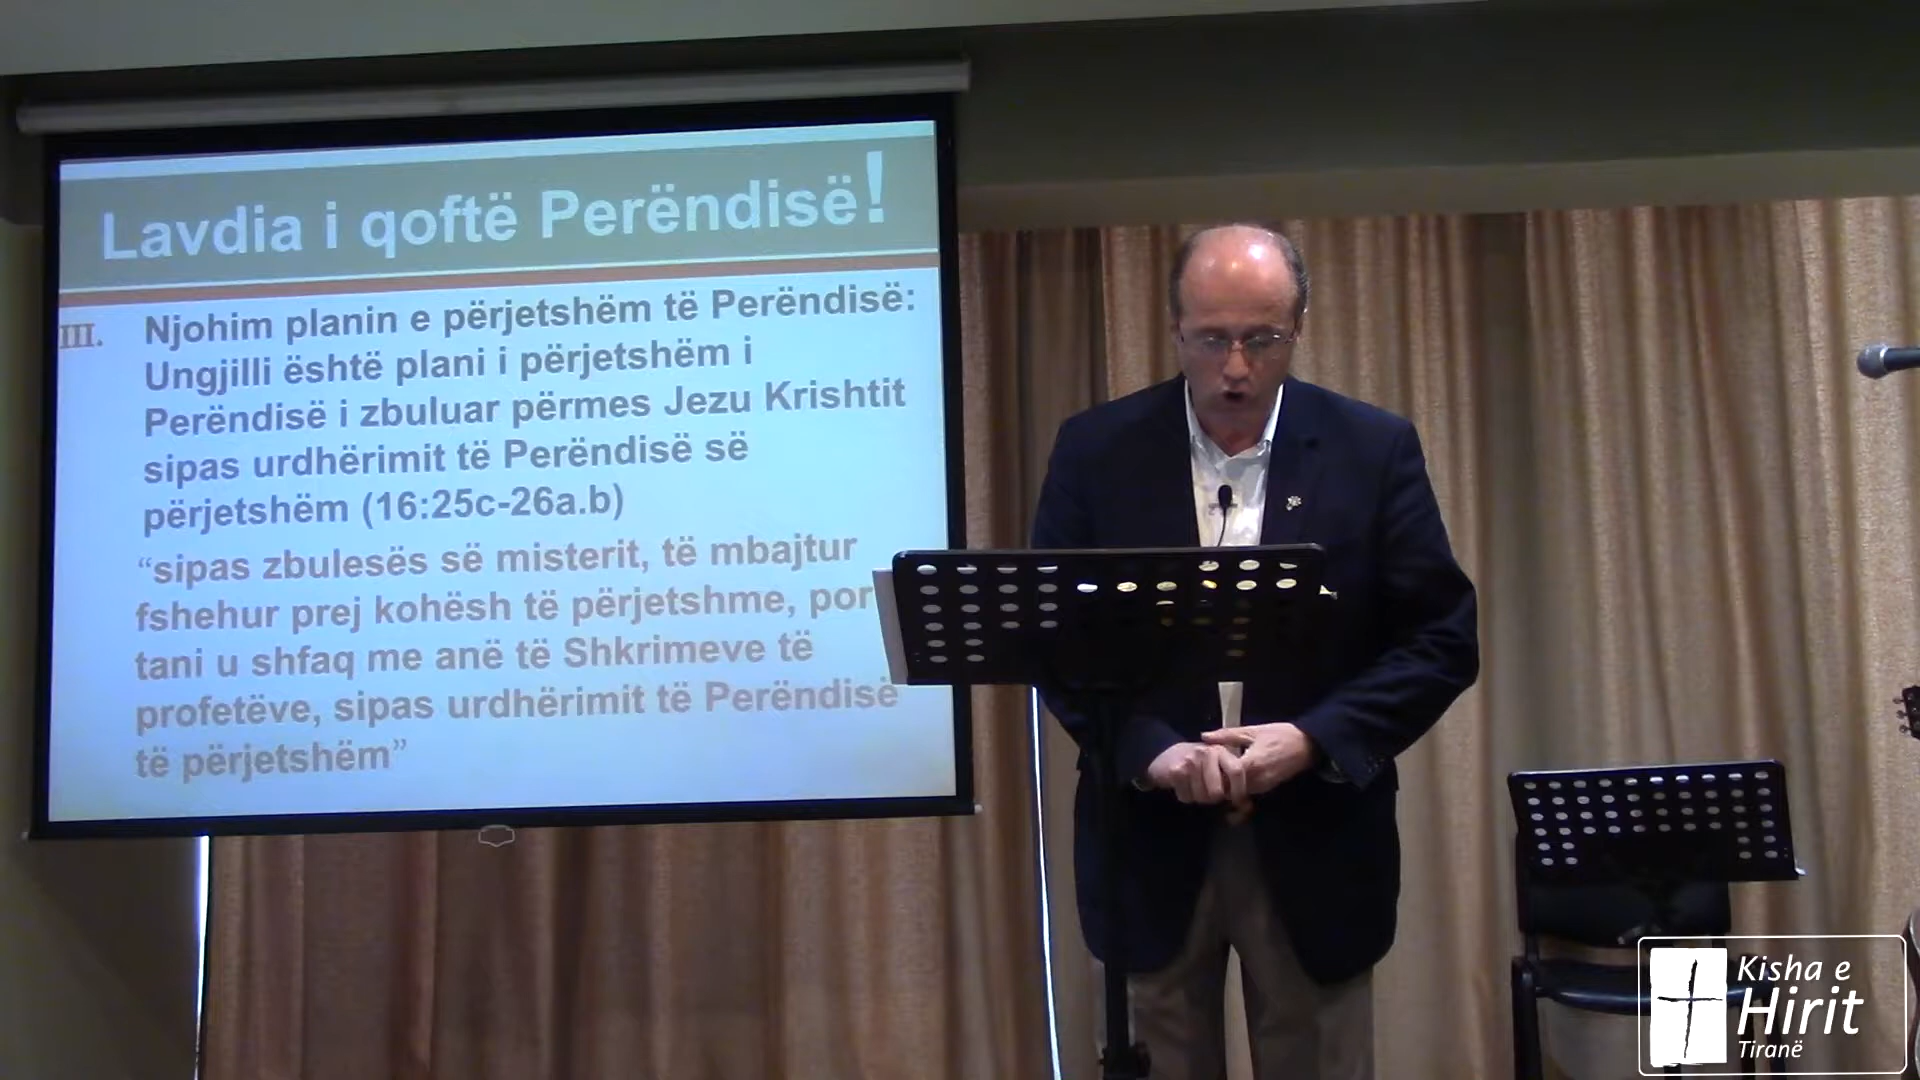 Lavdia i qoftë Perëndisë!
III. Njohim planin e përjetshëm të Perëndisë:
Ungjilli është plani i përjetshëm i
Perëndisë i zbuluar përmes Jezu Krishtit
sipas urdhërimit të Perëndisë së
përjetshëm (16:25c-26a.b)
“sipas zbulesës së misterit, të mbajtur
fshehur prej kohësh të përjetshme, por
tani u shfaq me anë të Shkrimeve të
profetëve, sipas urdhërimit të Perëndisë
të përjetshëm”
Kisha e
Hirit
Tiranë